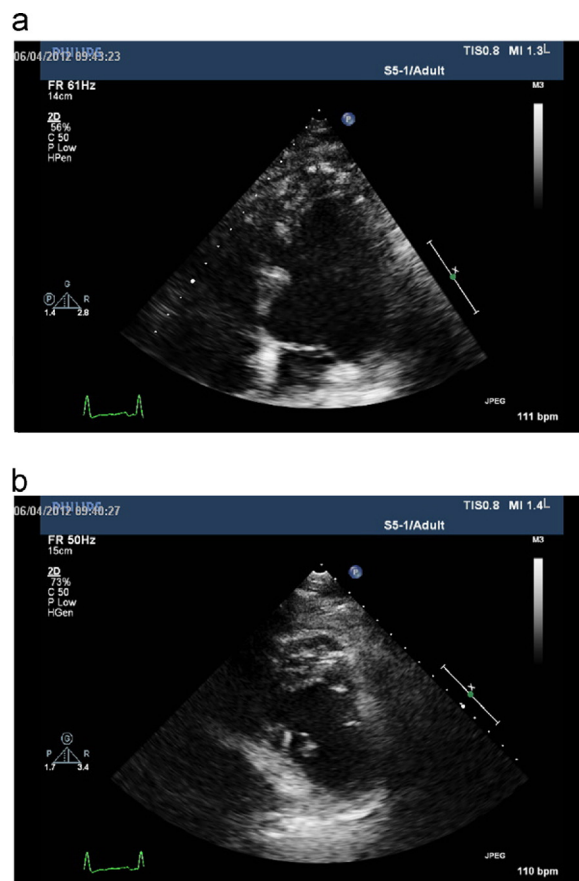 a
PHILIPS
06/04/2012 09:43:23
TIS0.8 MI 1.3
S5-1/Adult
FR 61Hz
14cm
M3
2D
56%
C 50
P Low
HPen
P
G
P R
1.4 2.8
x
JPEG
111 bpm
b
PHILIPS
06/04/2012 09:40:27
TIS0.8 MI 1.4
S5-1/Adult
FR 50Hz
15cm
M3
2D
73%
C 50
P Low
HGen
P
G
P R
1.7 3.4
x
JPEG
110 bpm